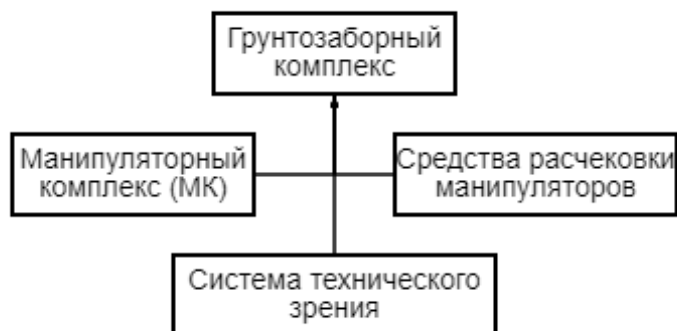 Грунтозаборный
комплекс
Манипуляторный
комплекс (МК)
Средства расчековки
манипуляторов
Система технического
зрения